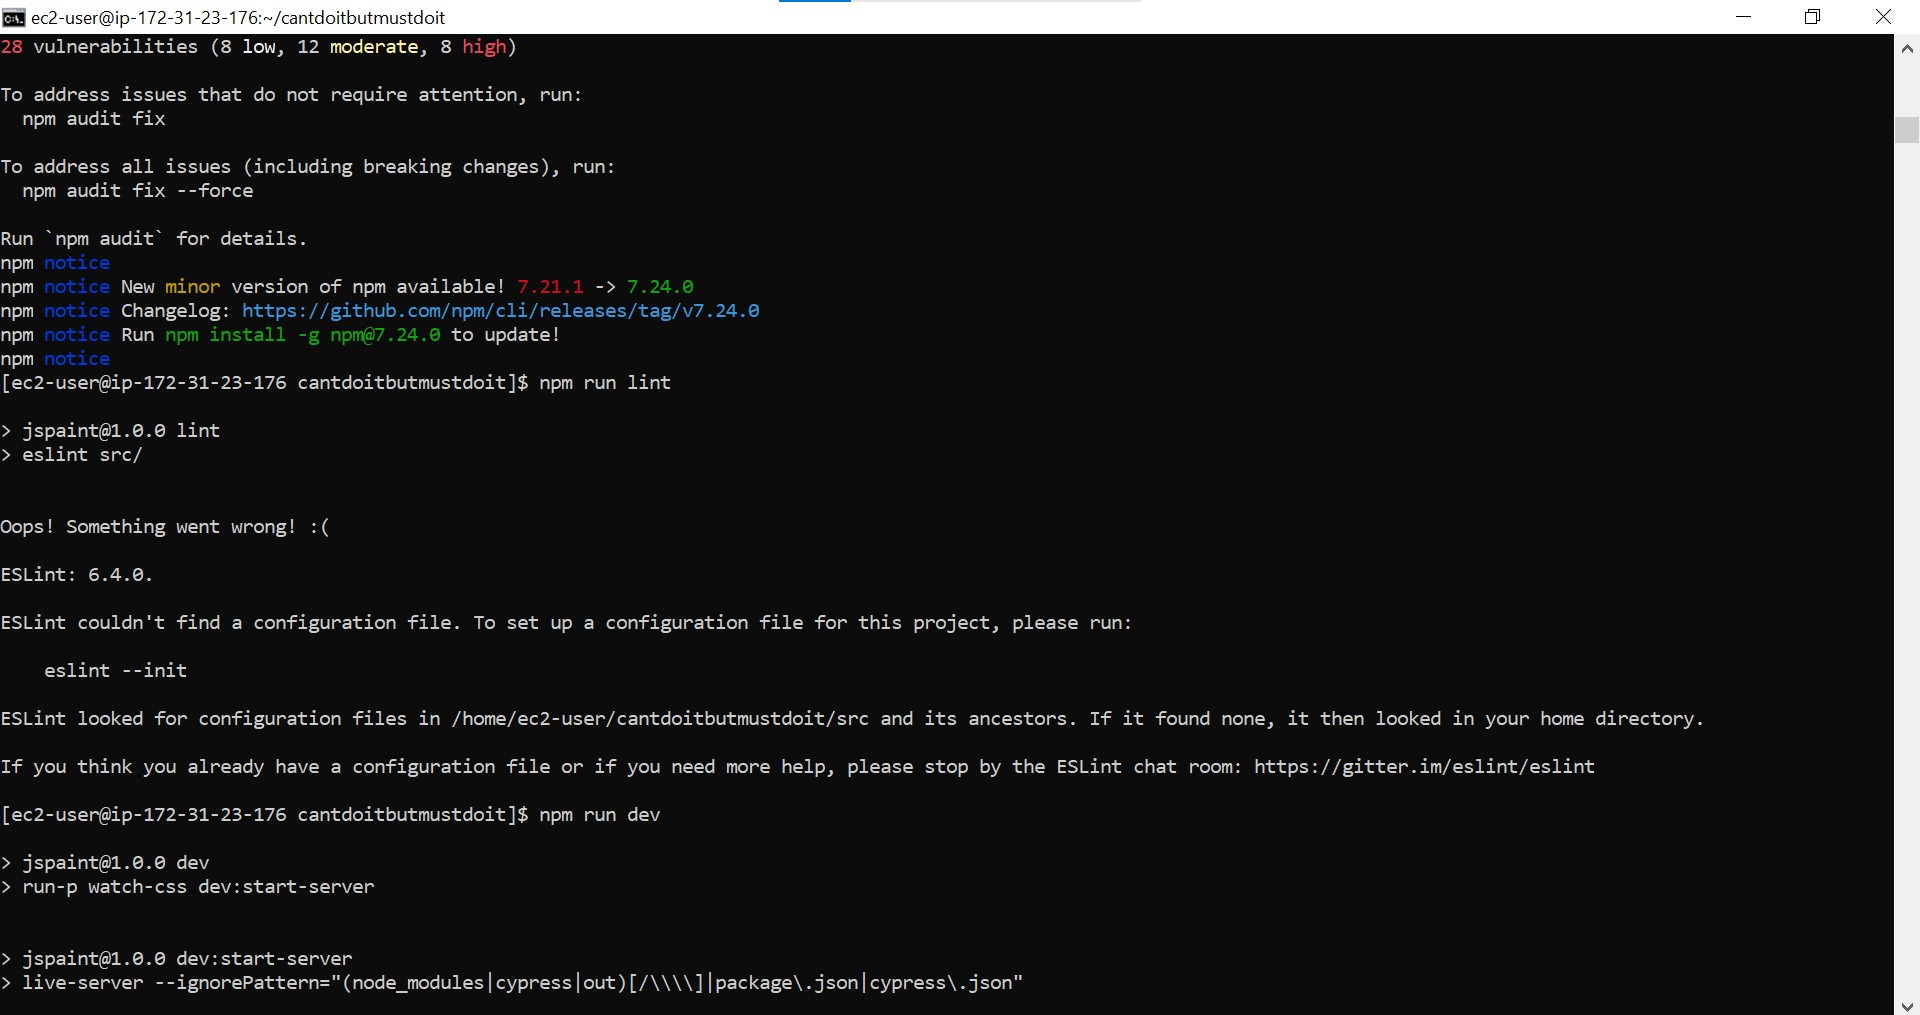 ec2-user@ip-172-31-23-176:~/cantdoitbutmustdoit
28 vulnerabilities (8 low, 12 moderate, 8 high)
To address issues that do not require attention, run:
  npm audit fix
To address all issues (including breaking changes), run:
  npm audit fix --force
Run `npm audit` for details.
npm notice
npm notice New minor version of npm available! 7.21.1 -> 7.24.0
npm notice Changelog: https://github.com/npm/cli/releases/tag/v7.24.0
npm notice Run npm install -g npm@7.24.0 to update!
npm notice
[ec2-user@ip-172-31-23-176 cantdoitbutmustdoit]$ npm run lint
> jspaint@1.0.0 lint
> eslint src/
Oops! Something went wrong! :(
ESLint: 6.4.0.
ESLint couldn't find a configuration file. To set up a configuration file for this project, please run:
    eslint --init
ESLint looked for configuration files in /home/ec2-user/cantdoitbutmustdoit/src and its ancestors. If it found none, it then looked in your home directory.
If you think you already have a configuration file or if you need more help, please stop by the ESLint chat room: https://gitter.im/eslint/eslint
[ec2-user@ip-172-31-23-176 cantdoitbutmustdoit]$ npm run dev
> jspaint@1.0.0 dev
> run-p watch-css dev:start-server
> jspaint@1.0.0 dev:start-server
> live-server --ignorePattern="(node_modules|cypress|out)[/\\\\]|package\.json|cypress\.json"